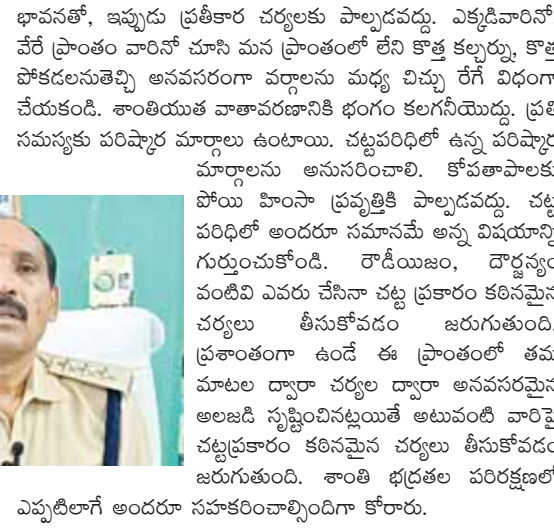 భావనతో, ఇప్పుడు ప్రతీకార చర్యలకు పాల్పడవద్దు. ఎక్కడివారినో
వేరే ప్రాంతం వారినో చూసి మన ప్రాంతంలో లేని కొత్త కల్చర్ను, కొత్త
పోకడలనుతెచ్చి అనవసరంగా వర్గాలను మధ్య చిచ్చు రేగే విధంగా
చేయకండి. శాంతియుత వాతావరణానికి భంగం కలగనీయొద్దు. ప్రతీ
సమస్యకు పరిష్కార మార్గాలు ఉంటాయి. చట్టపరిధిలో ఉన్న పరిష్కార
మార్గాలను అనుసరించాలి. కోపతాపాలకు
పోయి హింసా ప్రవృత్తికి పాల్పడవద్దు. చట్ట
పరిధిలో అందరూ సమానమే అన్న విషయాన్ని
గుర్తుంచుకోండి. రౌడీయిజం, దౌర్జన్యం
వంటివి ఎవరు చేసినా చట్ట ప్రకారం కఠినమైన
చర్యలు తీసుకోవడం జరుగుతుంది.
ప్రశాంతంగా ఉండే ఈ ప్రాంతంలో తమ
మాటల ద్వారా చర్యల ద్వారా అనవసరమైన
అలజడి సృష్టించినట్లయితే అటువంటి వారిపై
చట్టప్రకారం కఠినమైన చర్యలు తీసుకోవడం
జరుగుతుంది. శాంతి భద్రతల పరిరక్షణలో
ఎప్పటిలాగే అందరూ సహకరించాల్సిందిగా కోరారు.